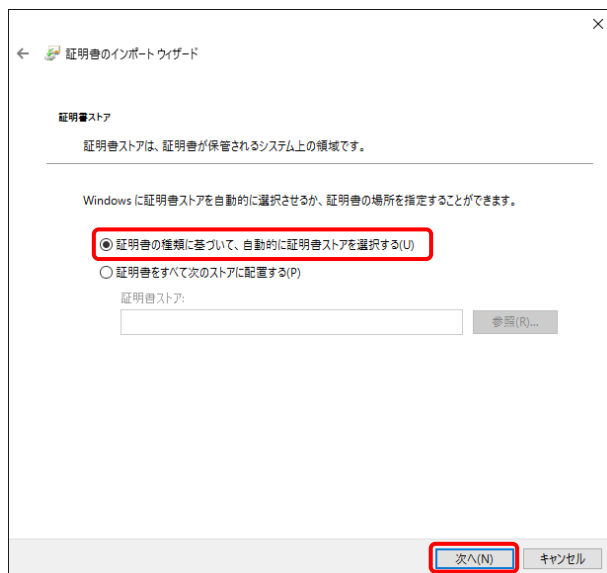 証明書のインポート ウィザード
証明書ストア
証明書ストアは、証明書が保管されるシステム上の領域です。
Windows に証明書ストアを自動的に選択させるか、証明書の場所を指定することができます。
証明書の種類に基づいて、自動的に証明書ストアを選択する(U)
証明書をすべて次のストアに配置する(P)
証明書ストア:
参照(R)...
次へ(N)
キャンセル